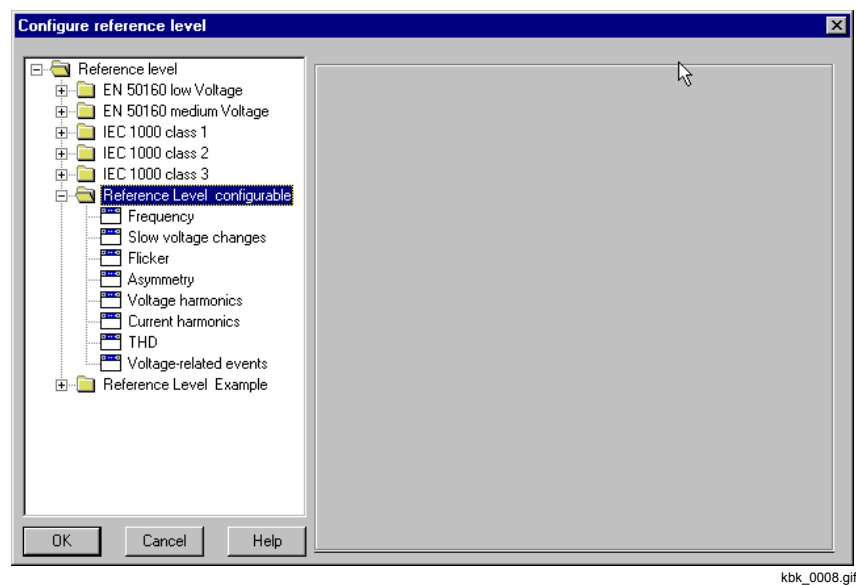 Configure reference level
Reference level
EN 50160 low Voltage
EN 50160 medium Voltage
IEC 1000 class 1
IEC 1000 class 2
IEC 1000 class 3
Reference Level configurable
Frequency
Slow voltage changes
Flicker
Asymmetry
Voltage harmonics
Current harmonics
THD
Voltage-related events
Reference Level Example
OK Cancel Help
kbk_0008.gif